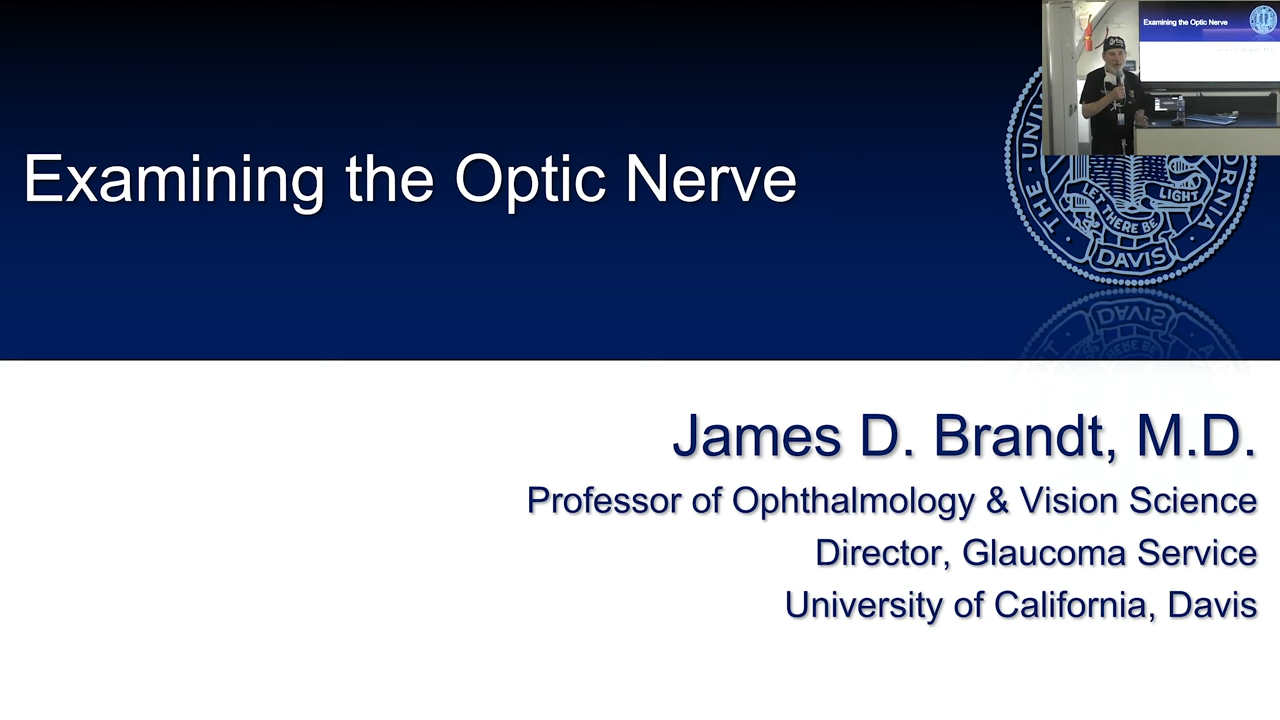 Examining the Optic Nerve
Examining the Optic Nerve
LET THERE BE
LIGHT
DAVIS
James D. Brandt, M.D.
Professor of Ophthalmology & Vision Science
Director, Glaucoma Service
University of California, Davis